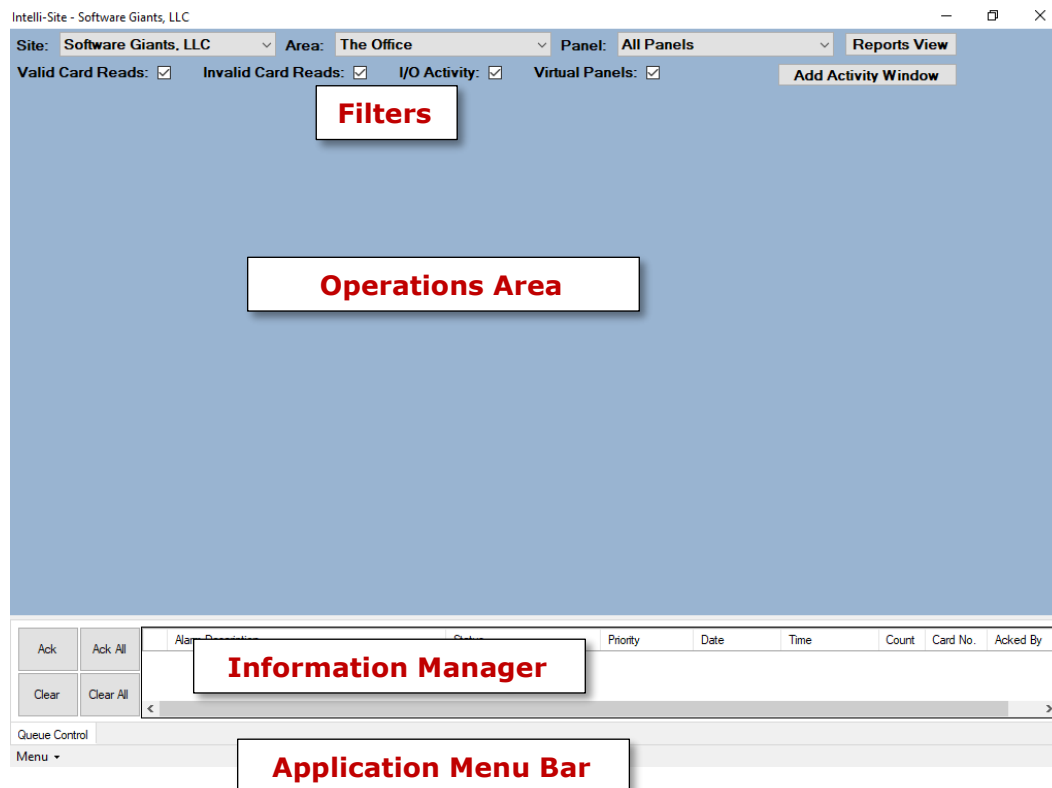 Intelli-Site - Software Giants, LLC
Site: Software Giants, LLC Area: The Office Panel: All Panels Reports View
Valid Card Reads: Invalid Card Reads: I/O Activity: Virtual Panels: Add Activity Window
Filters
Operations Area
Ack Ack All Alarm Description Status Priority Date Time Count Card No. Acked By
Information Manager
Clear Clear All
Queue Control
Menu
Application Menu Bar